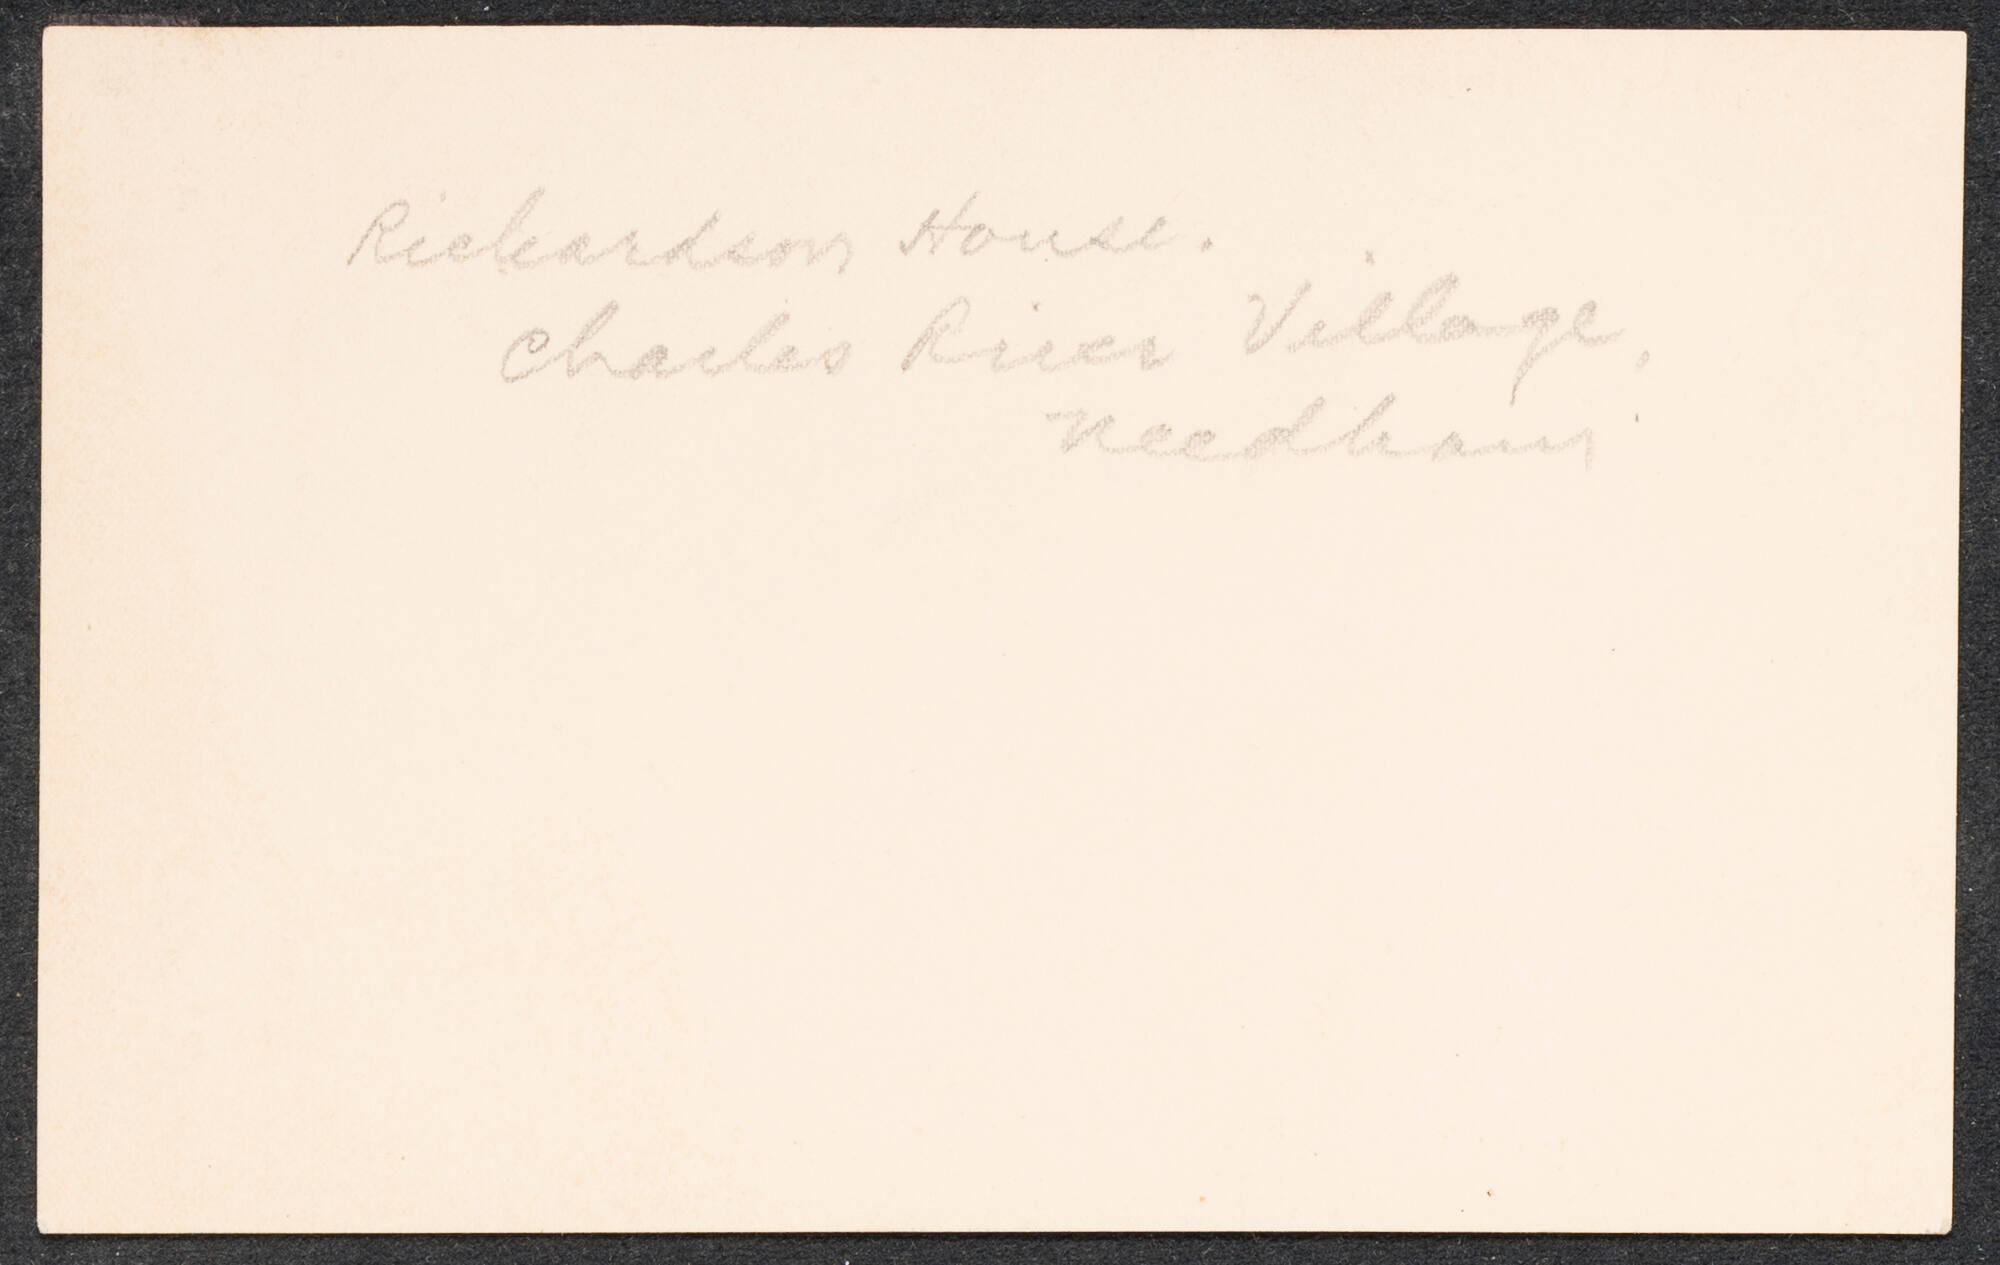 Richardson House.
Charles River Village,
Needham